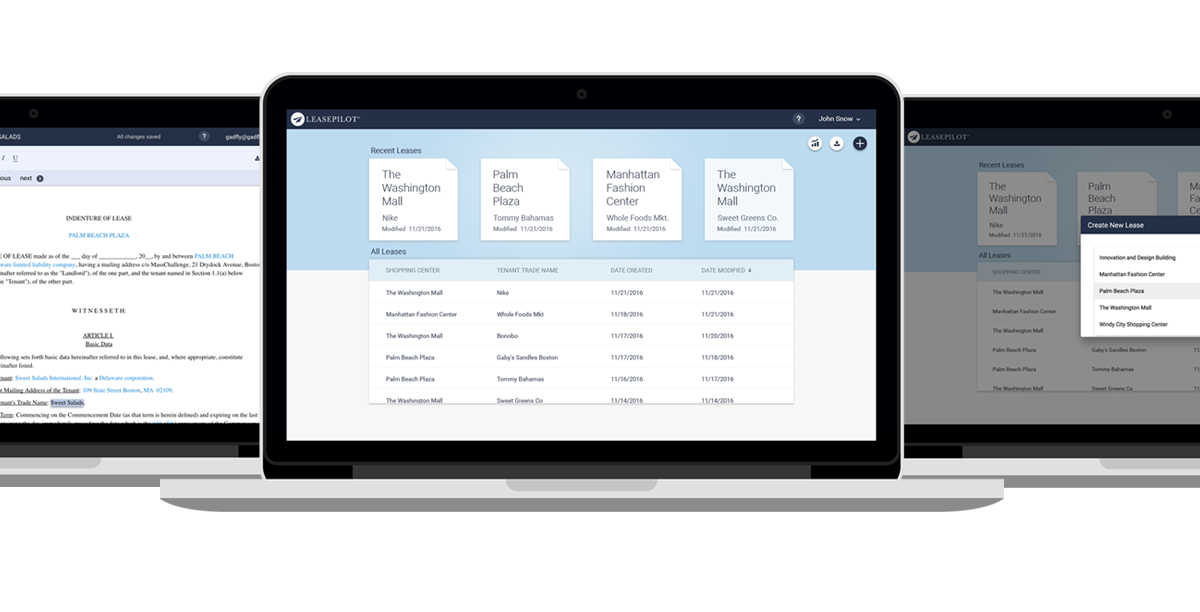 SALADS
All changes saved
?
I U
next
INDENTURE OF LEASE
PALM BEACH PLAZA
OF LEASE made as of the ___ day of ____________, 20__, by and between PALM BEACH
limited liability company, having a mailing address c/o MassChallenge, 21 Drydock Avenue,
referred to as the "Landlord"), of the one part, and the tenant named in Section 1.1(a) below
"Tenant"), of the other part.
W I T N E S S E T H:
ARTICLE I.
Basic Data
sets forth basic data hereinafter referred to in this lease, and, where appropriate, constitute
listed.
Sweet Salads International, Inc. a Delaware corporation.
Mailing Address of the Tenant: 109 State Street Boston, MA 02109.
Trade Name: Sweet Salads.
Term: Commencing on the Commencement Date (as that term is herein defined) and expiring on the last
LEASEPILOT
?
John Snow
Recent Leases
The
Washington
Mall
Nike
Modified 11/21/2016
Palm
Beach
Plaza
Tommy Bahamas
Modified 11/21/2016
Manhattan
Fashion
Center
Whole Foods Mkt.
Modified 11/21/2016
The
Washington
Mall
Sweet Greens Co.
Modified 11/21/2016
All Leases
SHOPPING CENTER TENANT TRADE NAME DATE CREATED DATE MODIFIED
The Washington Mall Nike 11/21/2016 11/21/2016
Manhattan Fashion Center Whole Foods Mkt 11/18/2016 11/21/2016
The Washington Mall Bonobo 11/17/2016 11/20/2016
Palm Beach Plaza Gaby's Sandles Boston 11/17/2016 11/18/2016
Palm Beach Plaza Tommy Bahamas 11/16/2016 11/17/2016
The Washington Mall Sweet Greens Co 11/14/2016 11/14/2016
LEASEPILOT
Recent Leases
The
Washington
Mall
Nike
Modified 11/21/2016
Palm
Beach
Plaza
Create New Lease
Innovation and Design Building
Manhattan Fashion Center
Palm Beach Plaza
The Washington Mall
Windy City Shopping Center
All Leases
SHOPPING CENTER
The Washington Mall
Manhattan Fashion Center
The Washington Mall
Palm Beach Plaza Gaby's Sandles Boston
Palm Beach Plaza Tommy Bahamas
The Washington Mall Sweet Greens Co